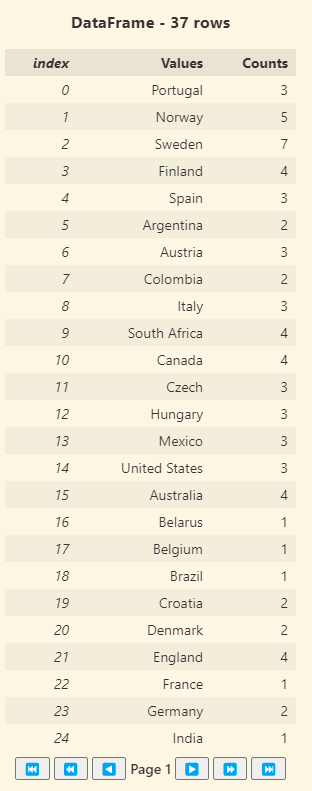 DataFrame - 37 rows
index Values Counts
0 Portugal 3
1 Norway 5
2 Sweden 7
3 Finland 4
4 Spain 3
5 Argentina 2
6 Austria 3
7 Colombia 2
8 Italy 3
9 South Africa 4
10 Canada 4
11 Czech 3
12 Hungary 3
13 Mexico 3
14 United States 3
15 Australia 4
16 Belarus 1
17 Belgium 1
18 Brazil 1
19 Croatia 2
20 Denmark 2
21 England 4
22 France 1
23 Germany 2
24 India 1
Page 1